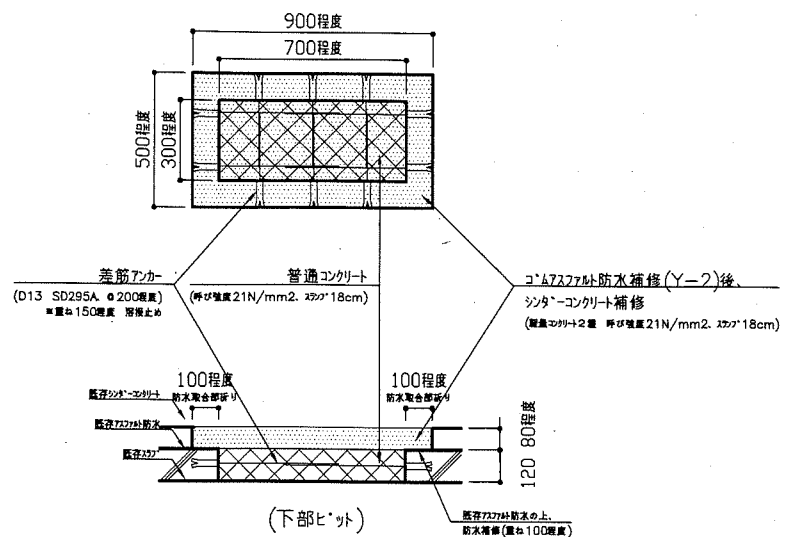 900程度
700程度
500程度
300程度
差筋アンカー
(D13 SD295A、@200程度)
※重ね150程度 溶接止め
普通コンクリート
(呼び強度21N/mm2、スランプ18cm)
ゴムアスファルト防水補修(Y-2)後、
シンダーコンクリート補修
(軽量コンクリート2種 呼び強度21N/mm2、スランプ18cm)
100程度
防水取合部斫り
100程度
防水取合部斫り
既存シンダーコンクリート
既存アスファルト防水
既存スラブ
80程度
120
(下部ピット)
既存アスファルト防水の上、
防水補修(重ね100程度)